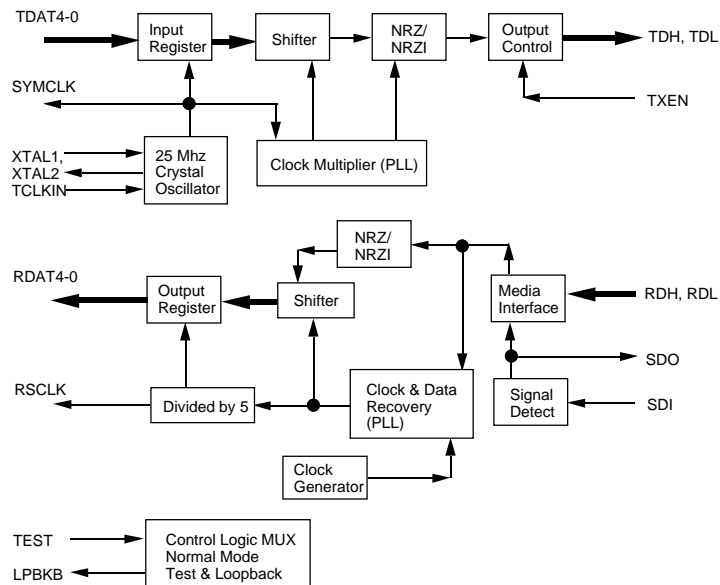 TDAT4-0
Input
Register
Shifter
NRZ/
NRZI
Output
Control
TDH, TDL
SYMCLK
TXEN
XTAL1,
XTAL2
TCLKIN
25 Mhz
Crystal
Oscillator
Clock Multiplier (PLL)
NRZ/
NRZI
RDAT4-0
Output
Register
Shifter
Media
Interface
RDH, RDL
SDO
RSCLK
Divided by 5
Clock & Data
Recovery
(PLL)
Signal
Detect
SDI
Clock
Generator
TEST
LPBKB
Control Logic MUX
Normal Mode
Test & Loopback